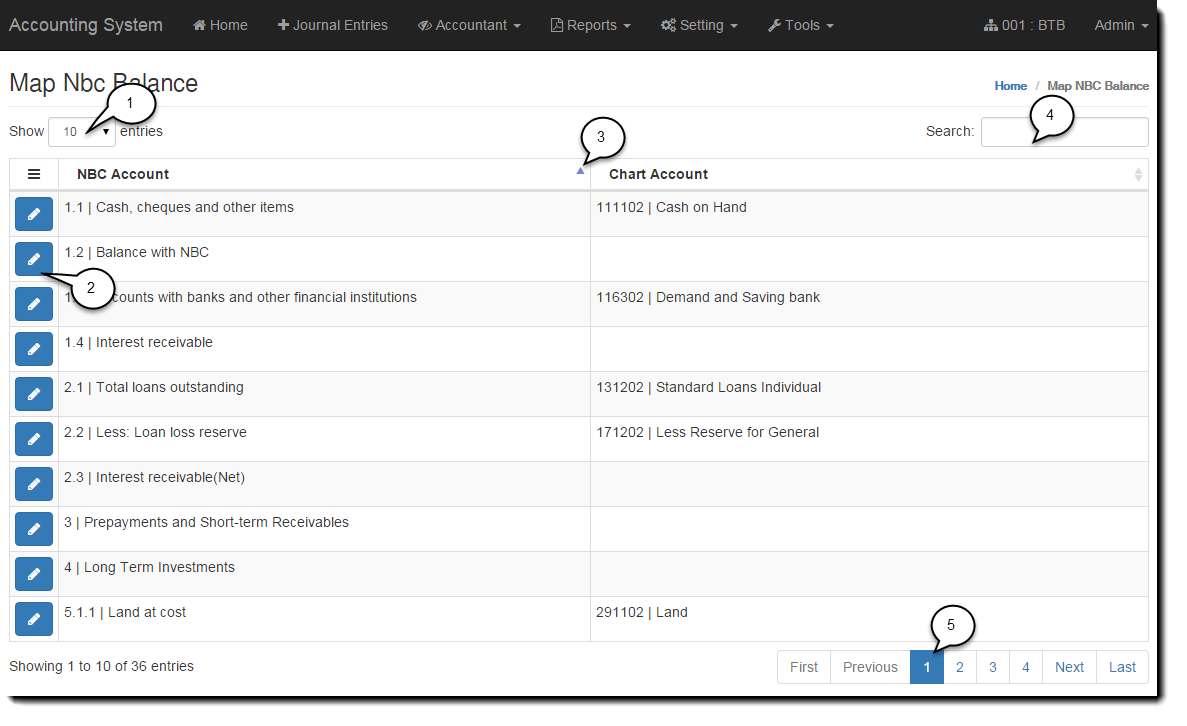 Accounting System Home Journal Entries Accountant Reports Setting Tools 001 : BTB Admin
Map Nbc Balance
Home / Map NBC Balance
1
4
Show 10 entries
Search:
3
NBC Account Chart Account
1.1 | Cash, cheques and other items 111102 | Cash on Hand
1.2 | Balance with NBC
2
counts with banks and other financial institutions 116302 | Demand and Saving bank
1.4 | Interest receivable
2.1 | Total loans outstanding 131202 | Standard Loans Individual
2.2 | Less: Loan loss reserve 171202 | Less Reserve for General
2.3 | Interest receivable(Net)
3 | Prepayments and Short-term Receivables
4 | Long Term Investments
5.1.1 | Land at cost 291102 | Land
5
Showing 1 to 10 of 36 entries
First Previous 1 2 3 4 Next Last